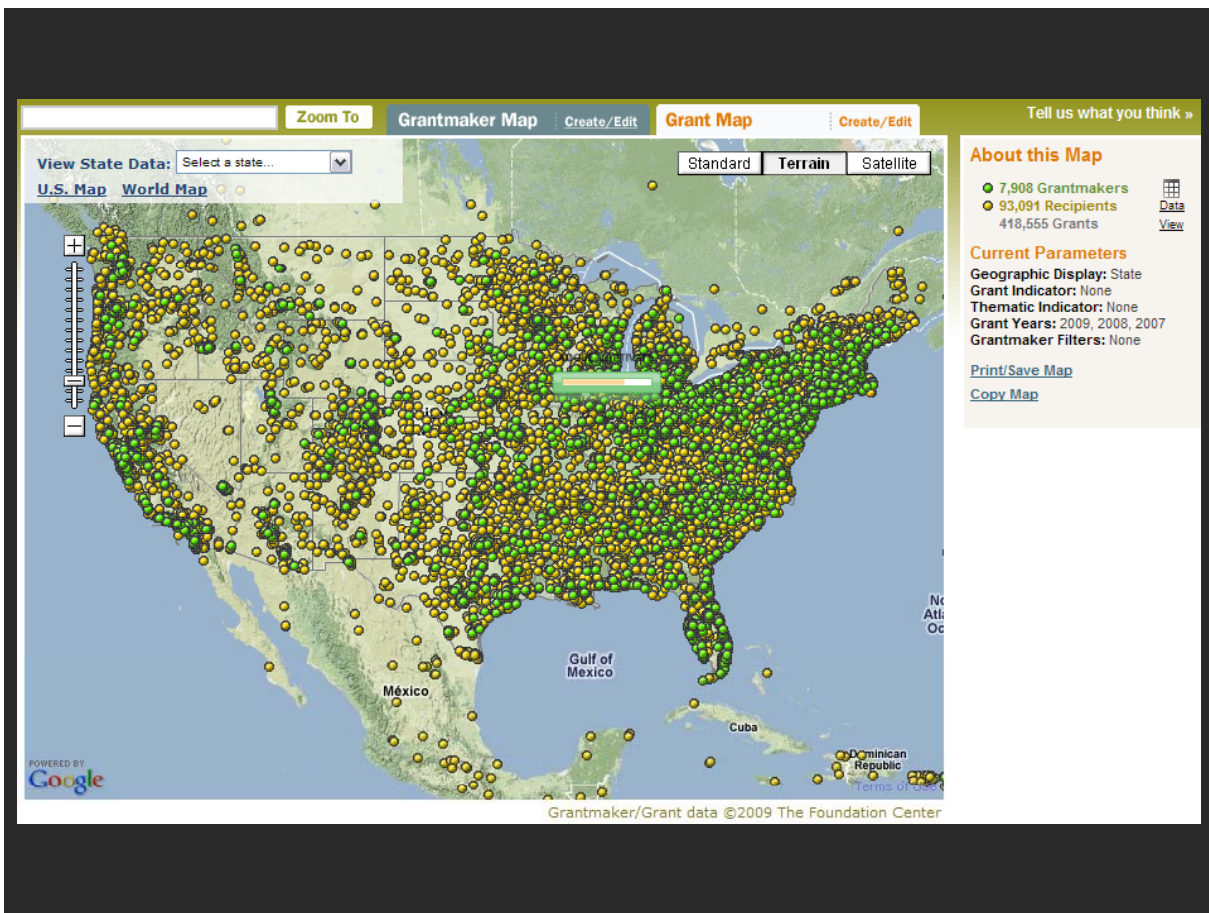 Zoom To
Grantmaker Map
Create/Edit
Grant Map
Create/Edit
Tell us what you think »
View State Data:
Select a state...
U.S. Map
World Map
Standard
Terrain
Satellite
About this Map
7,908 Grantmakers
93,091 Recipients
418,555 Grants
Data
View
Current Parameters
Geographic Display: State
Grant Indicator: None
Thematic Indicator: None
Grant Years: 2009, 2008, 2007
Grantmaker Filters: None
Print/Save Map
Copy Map
Gulf of
Mexico
México
Cuba
Dominican
Republic
POWERED BY
Google
Terms of Use
Grantmaker/Grant data ©2009 The Foundation Center